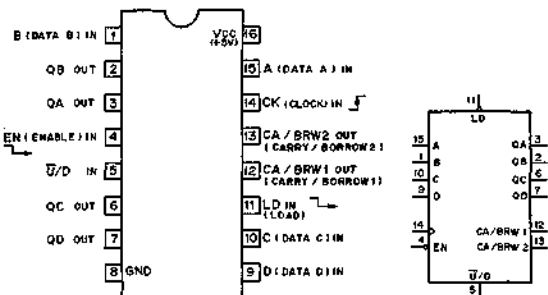 B (DATA B) IN 1
QB OUT 2
QA OUT 3
EN (ENABLE) IN 4
U̅/D IN 5
QC OUT 6
QD OUT 7
8 GND
VCC 16
(+5V)
15 A (DATA A) IN
14 CK (CLOCK) IN
13 CA/BRW2 OUT
(CARRY/BORROW2)
12 CA/BRW1 OUT
(CARRY/BORROW1)
11 LD IN
(LOAD)
10 C (DATA C) IN
9 D (DATA D) IN
11
LD
15 A QA 3
1 B QB 2
10 C QC 6
9 D QD 7
14 CA/BRW1 12
4 EN CA/BRW2 13
U̅/D
5